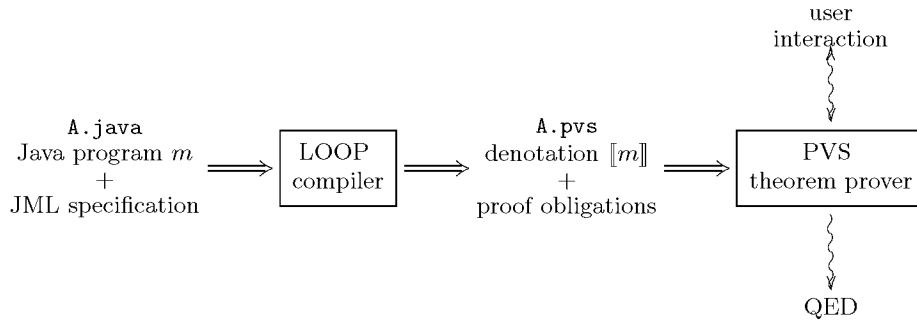 user
interaction
A.java
Java program m
+
JML specification
LOOP
compiler
A.pvs
denotation ⟦m⟧
+
proof obligations
PVS
theorem prover
QED